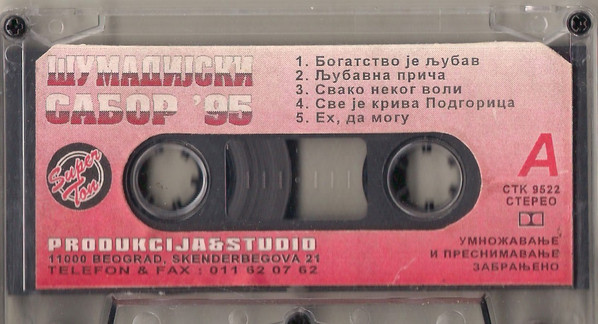 ШУМАДИЈСКИ
САБОР '95
1. Богатство је љубав
2. Љубавна прича
3. Свако неког воли
4. Све је крива Подгорица
5. Ех, да могу
Super
Ton
A
СТК 9522
СТЕРЕО
PRODUKCIJA&STUDIO
11000 BEOGRAD, SKENDERBEGOVA 21
TELEFON & FAX : 011 62 07 62
УМНОЖАВАЊЕ
И ПРЕСНИМАВАЊЕ
ЗАБРАЊЕНО